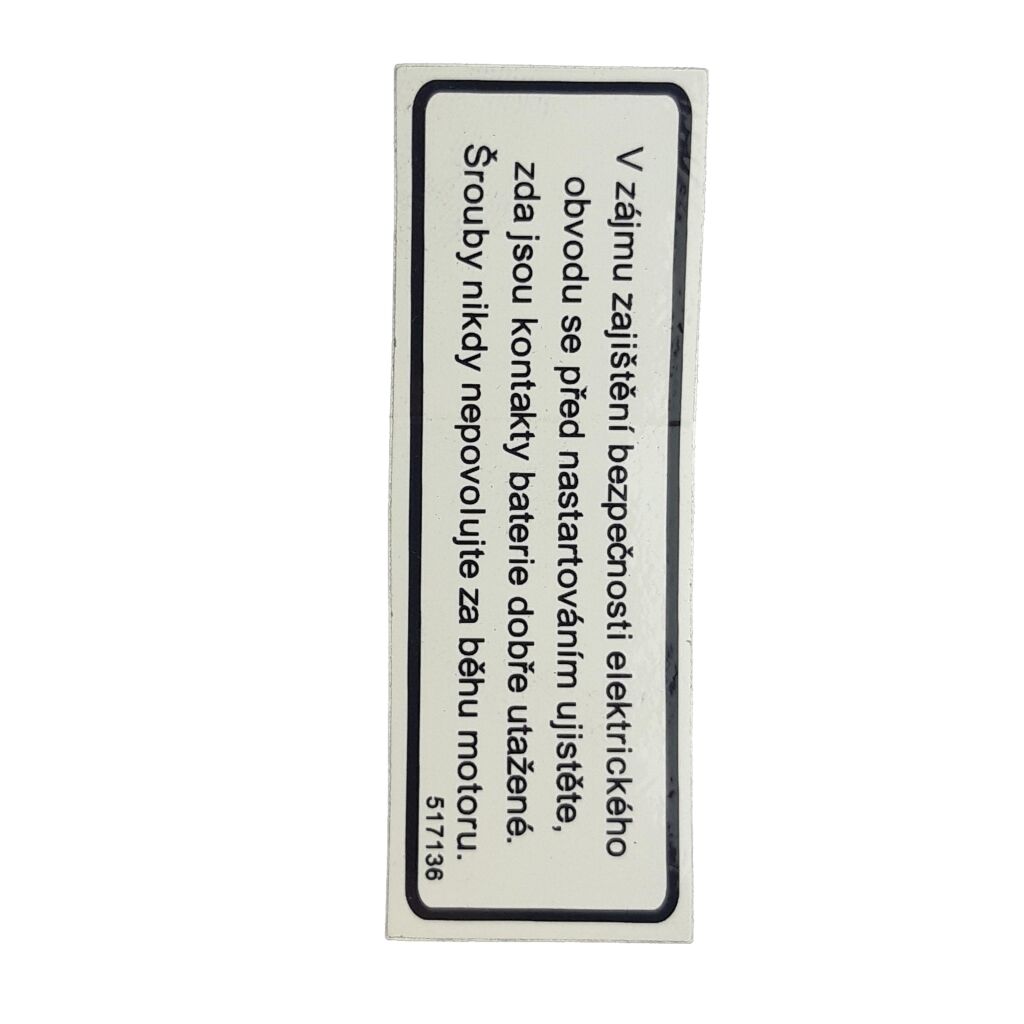 V zájmu zajištění bezpečnosti elektrického
obvodu se před nastartováním ujistěte,
zda jsou kontakty baterie dobře utažené.
Šrouby nikdy nepovolujte za běhu motoru.
517136